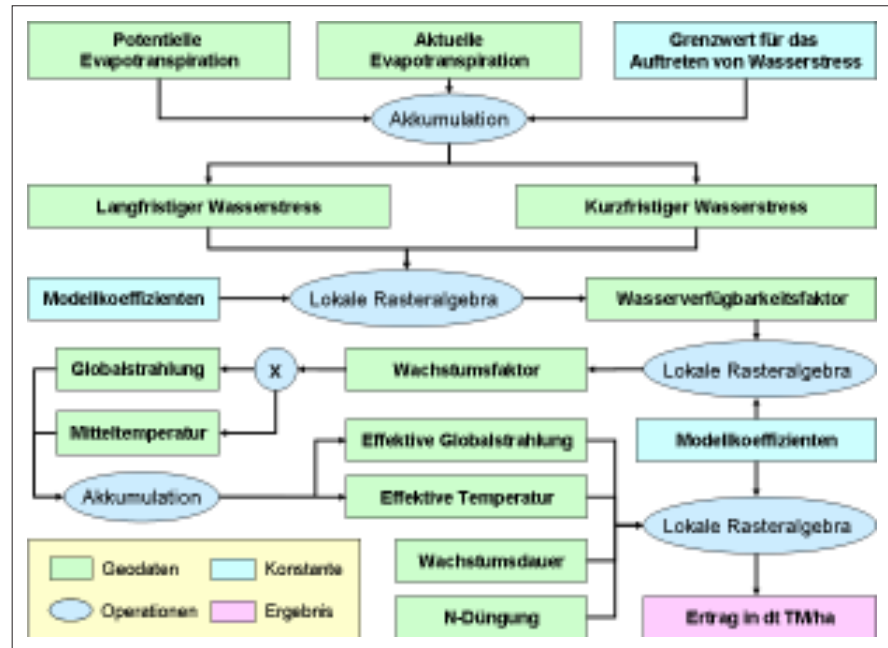 Potentielle
Evapotranspiration
Aktuelle
Evapotranspiration
Grenzwert für das
Auftreten von Wasserstress
Akkumulation
Langfristiger Wasserstress
Kurzfristiger Wasserstress
Modellkoeffizienten
Lokale Rasteralgebra
Wasserverfügbarkeitsfaktor
Globalstrahlung
X
Wachstumsfaktor
Lokale Rasteralgebra
Mitteltemperatur
Effektive Globalstrahlung
Modellkoeffizienten
Akkumulation
Effektive Temperatur
Lokale Rasteralgebra
Wachstumsdauer
N-Düngung
Ertrag in dt TM/ha
Geodaten
Konstante
Operationen
Ergebnis